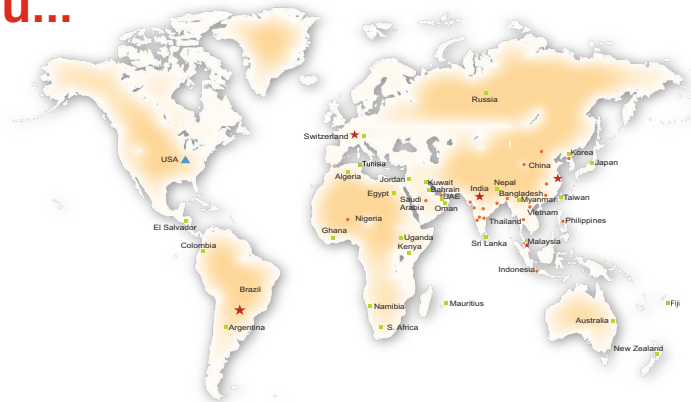 u...
Russia
Switzerland
USA
Tunisia
Korea
Japan
China
Algeria
Jordan
Kuwait
Bahrain
India
Nepal
Egypt
UAE
Bangladesh
Saudi
Arabia
Oman
Myanmar
Taiwan
Vietnam
El Salvador
Nigeria
Thailand
Philippines
Ghana
Uganda
Colombia
Kenya
Sri Lanka
Malaysia
Indonesia
Brazil
Namibia
Mauritius
Fiji
Argentina
S. Africa
Australia
New Zealand